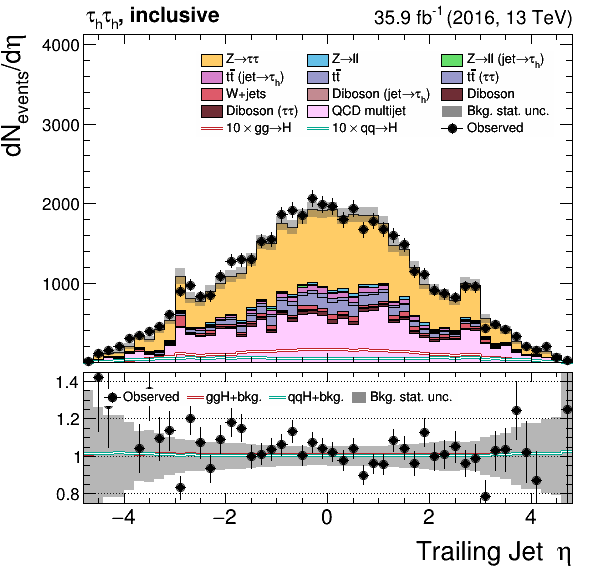 τₕτₕ, inclusive 35.9 fb⁻¹ (2016, 13 TeV)
dN_events/dη
4000
3000
2000
1000
Z→ττ Z→ll Z→ll (jet→τₕ)
tt̄ (jet→τₕ) tt̄ tt̄ (ττ)
W+jets Diboson (jet→τₕ) Diboson
Diboson (ττ) QCD multijet Bkg. stat. unc.
10 × gg→H 10 × qq→H Observed
1.4
1.2
1
0.8
Observed ggH+bkg. qqH+bkg. Bkg. stat. unc.
−4 −2 0 2 4
Trailing Jet η